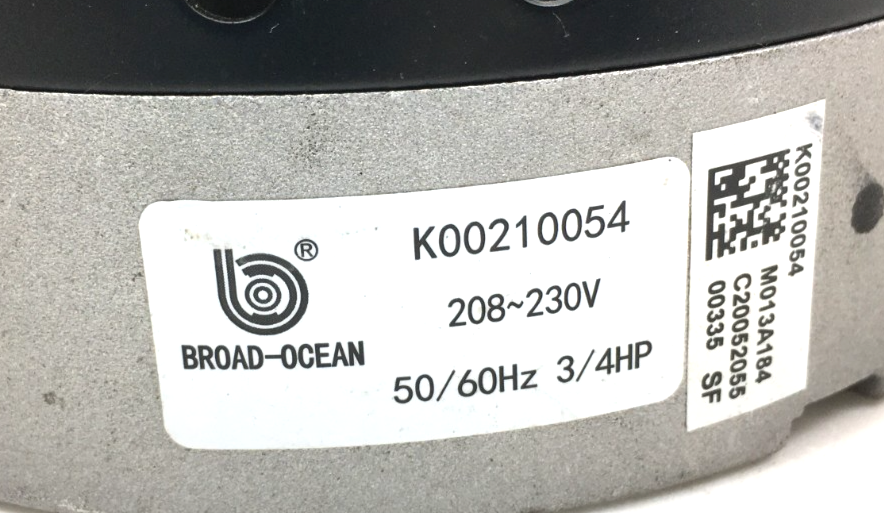 ®
BROAD-OCEAN
K00210054
208~230V
50/60Hz 3/4HP
K00210054
M013A184
C20052055
00335 SF